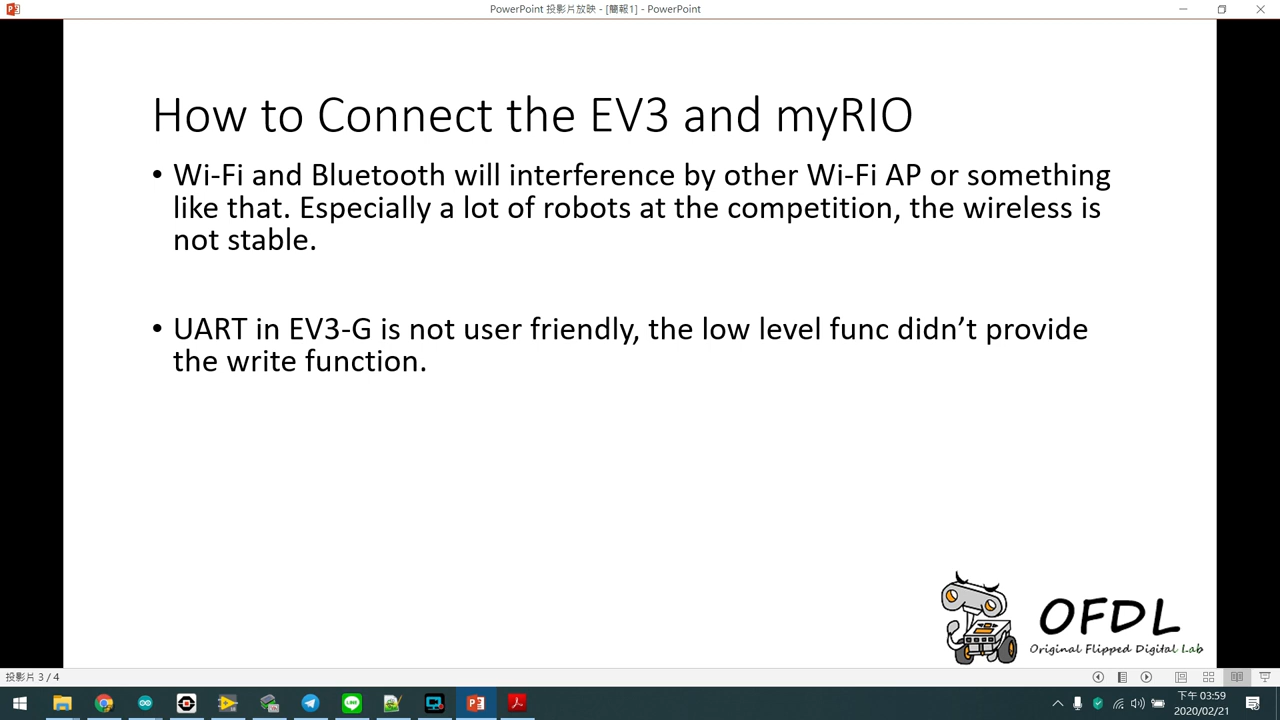 PowerPoint 投影片放映 - [簡報1] - PowerPoint
How to Connect the EV3 and myRIO
• Wi-Fi and Bluetooth will interference by other Wi-Fi AP or something
like that. Especially a lot of robots at the competition, the wireless is
not stable.
• UART in EV3-G is not user friendly, the low level func didn’t provide
the write function.
OFDL
Original Flipped Digital Lab
投影片 3 / 4
下午 03:59
2020/02/21